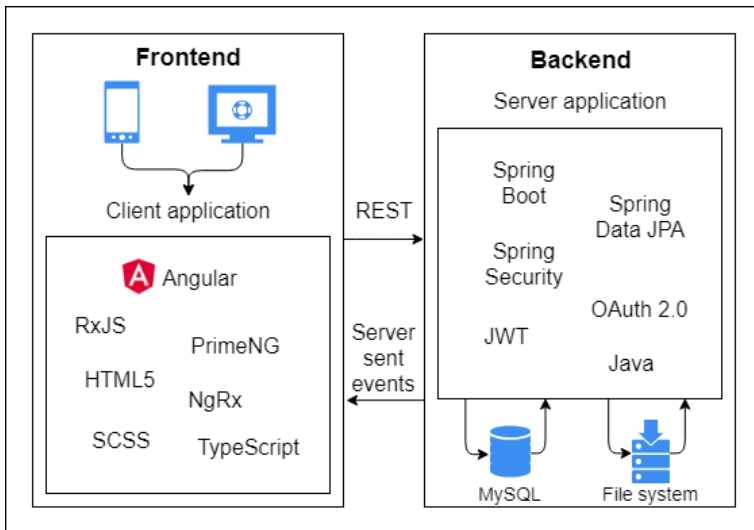 Frontend
Client application
Angular
RxJS
PrimeNG
HTML5
NgRx
SCSS
TypeScript
REST
Server
sent
events
Backend
Server application
Spring
Boot
Spring
Data JPA
Spring
Security
OAuth 2.0
JWT
Java
MySQL
File system